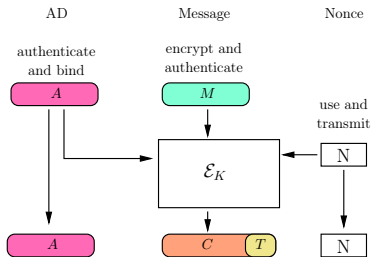 AD
Message
Nonce
authenticate
and bind
encrypt and
authenticate
use and
transmit
A
M
N
ℰ_K
A
C
T
N